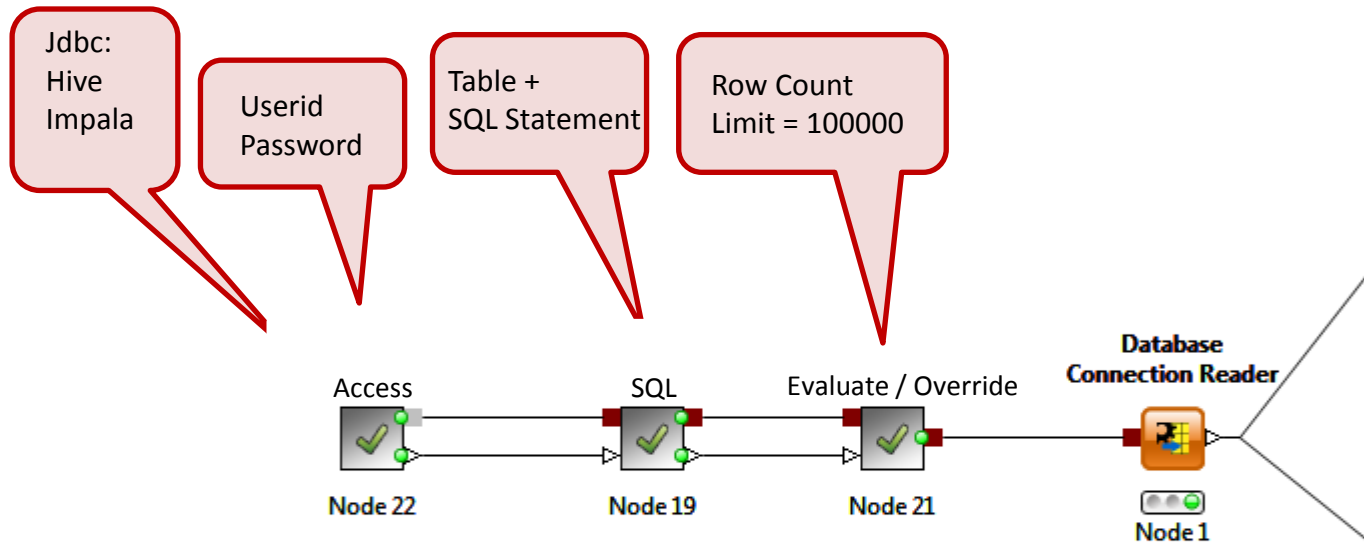 Jdbc:
Hive
Impala
Userid
Password
Table +
SQL Statement
Row Count
Limit = 100000
Access
SQL
Evaluate / Override
Database
Connection Reader
Node 22
Node 19
Node 21
Node 1